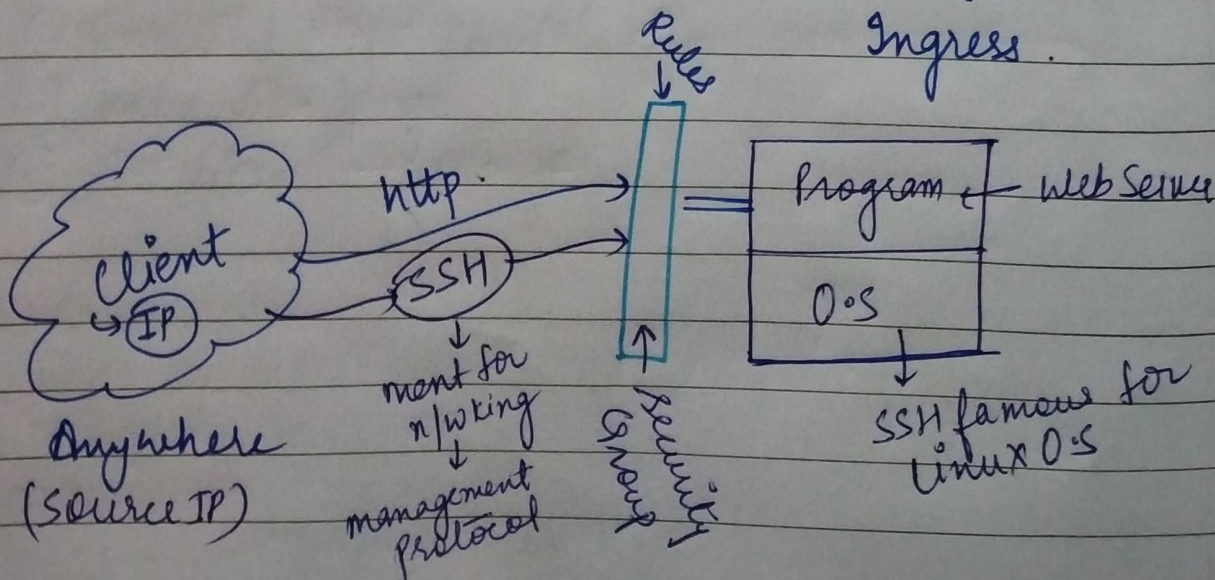 Ingress.
Rules
http.
Program
Web Server
Client
SSH
IP
O.S
ment for
n/wking
management
protocol
Security
Group
SSH famous for
Linux O.S
Anywhere
(Source IP)